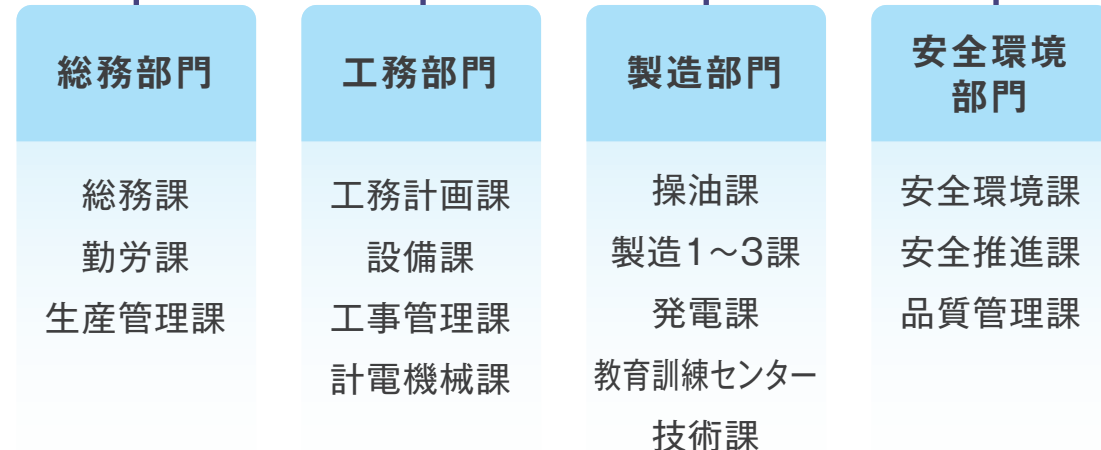 総務部門
総務課
勤労課
生産管理課
工務部門
工務計画課
設備課
工事管理課
計電機械課
製造部門
操油課
製造1～3課
発電課
教育訓練センター
技術課
安全環境
部門
安全環境課
安全推進課
品質管理課